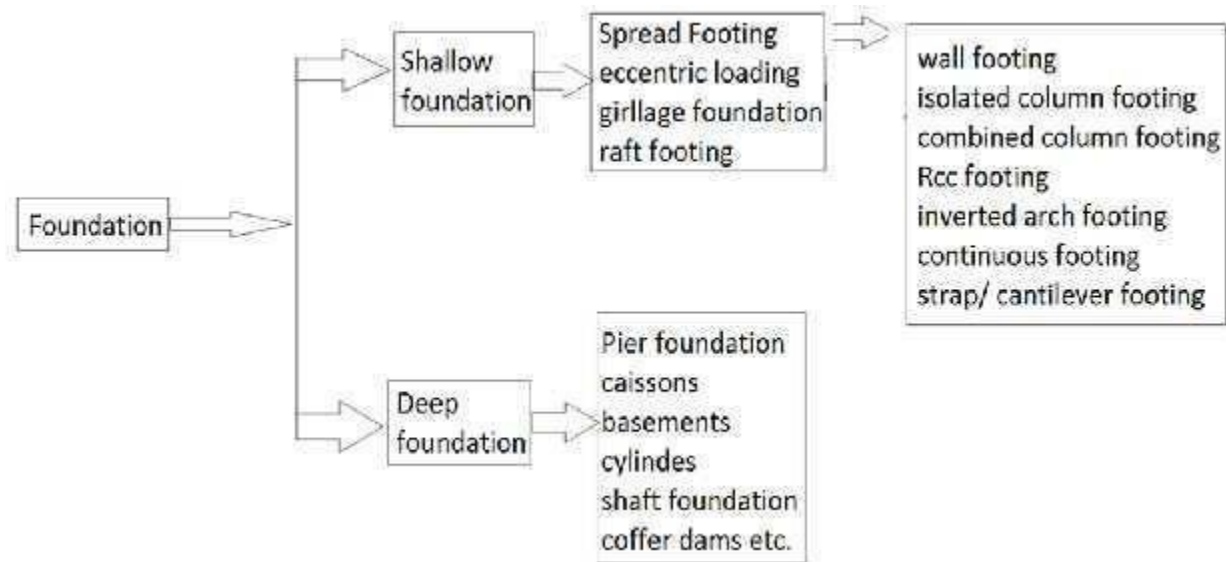 Foundation
Shallow
foundation
Spread Footing
eccentric loading
girllage foundation
raft footing
wall footing
isolated column footing
combined column footing
Rcc footing
inverted arch footing
continuous footing
strap/ cantilever footing
Deep
foundation
Pier foundation
caissons
basements
cylindes
shaft foundation
coffer dams etc.